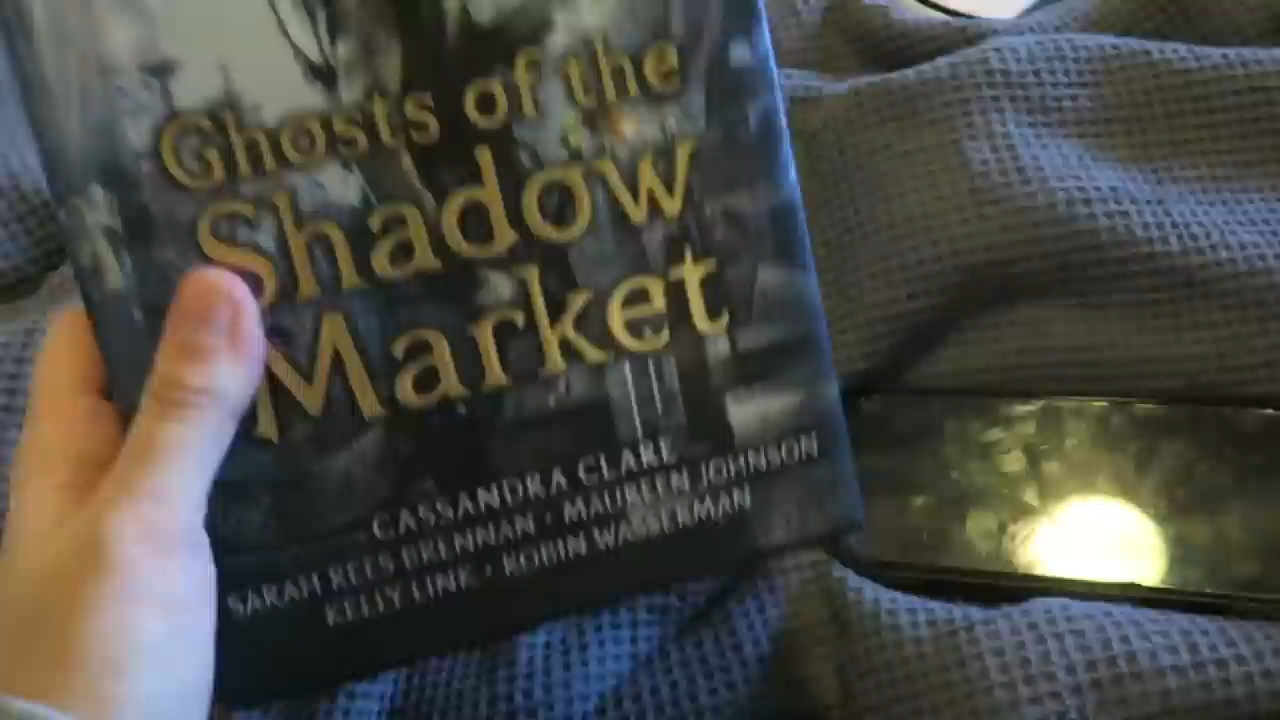 Ghosts of the
Shadow
Market
CASSANDRA CLARE
SARAH REES BRENNAN · MAUREEN JOHNSON
KELLY LINK · ROBIN WASSERMAN